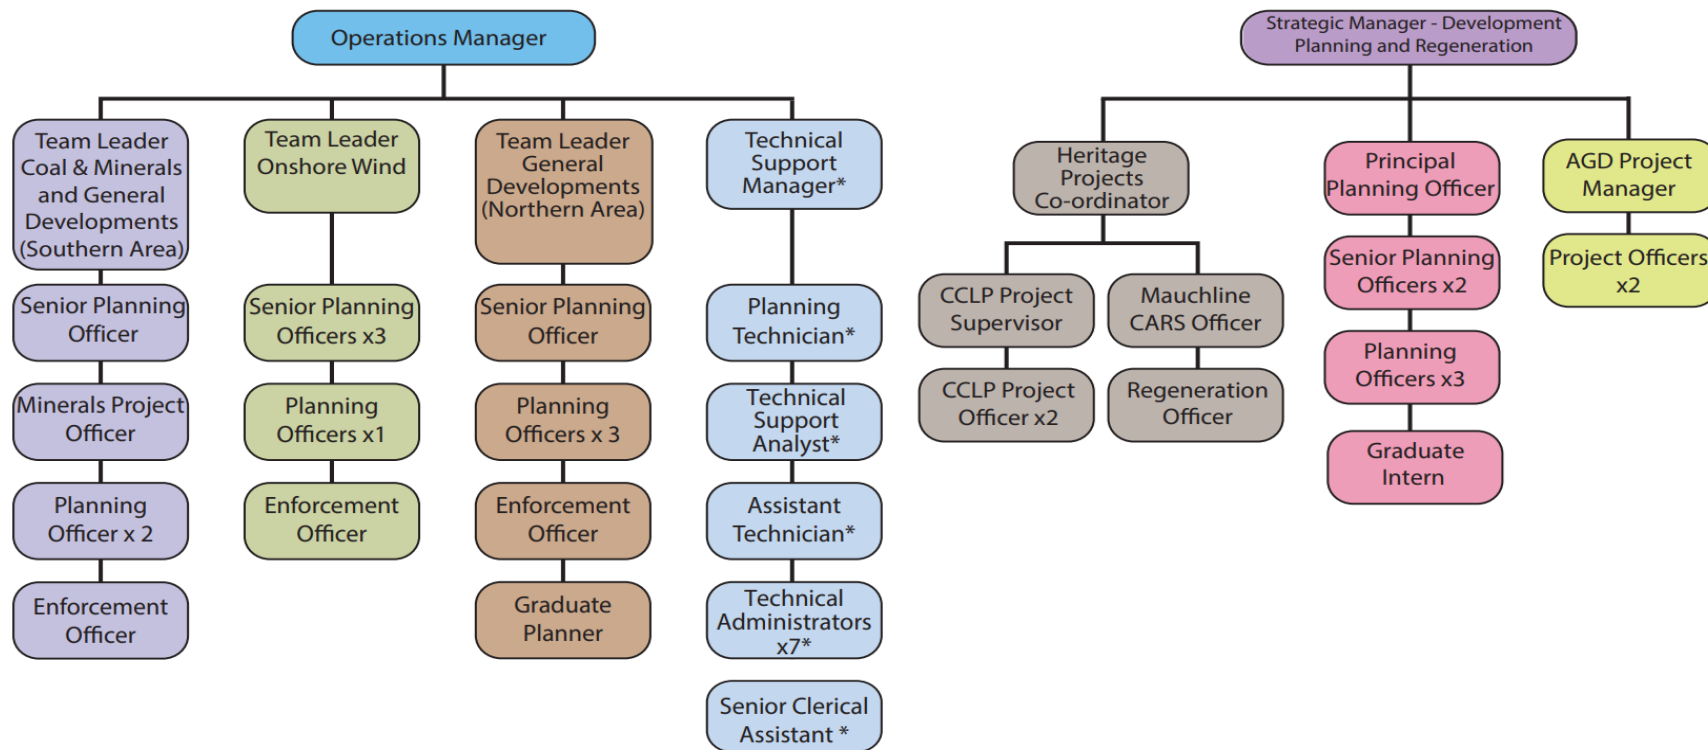 Operations Manager
Strategic Manager - Development
Planning and Regeneration
Team Leader
Coal & Minerals
and General
Developments
(Southern Area)
Senior Planning
Officer
Minerals Project
Officer
Planning
Officer x 2
Enforcement
Officer
Team Leader
Onshore Wind
Senior Planning
Officers x3
Planning
Officers x1
Enforcement
Officer
Team Leader
General
Developments
(Northern Area)
Senior Planning
Officer
Planning
Officers x 3
Enforcement
Officer
Graduate
Planner
Technical
Support
Manager*
Planning
Technician*
Technical
Support
Analyst*
Assistant
Technician*
Technical
Administrators
x7*
Senior Clerical
Assistant *
Heritage
Projects
Co-ordinator
CCLP Project
Supervisor
CCLP Project
Officer x2
Mauchline
CARS Officer
Regeneration
Officer
Principal
Planning Officer
Senior Planning
Officers x2
Planning
Officers x3
Graduate
Intern
AGD Project
Manager
Project Officers
x2